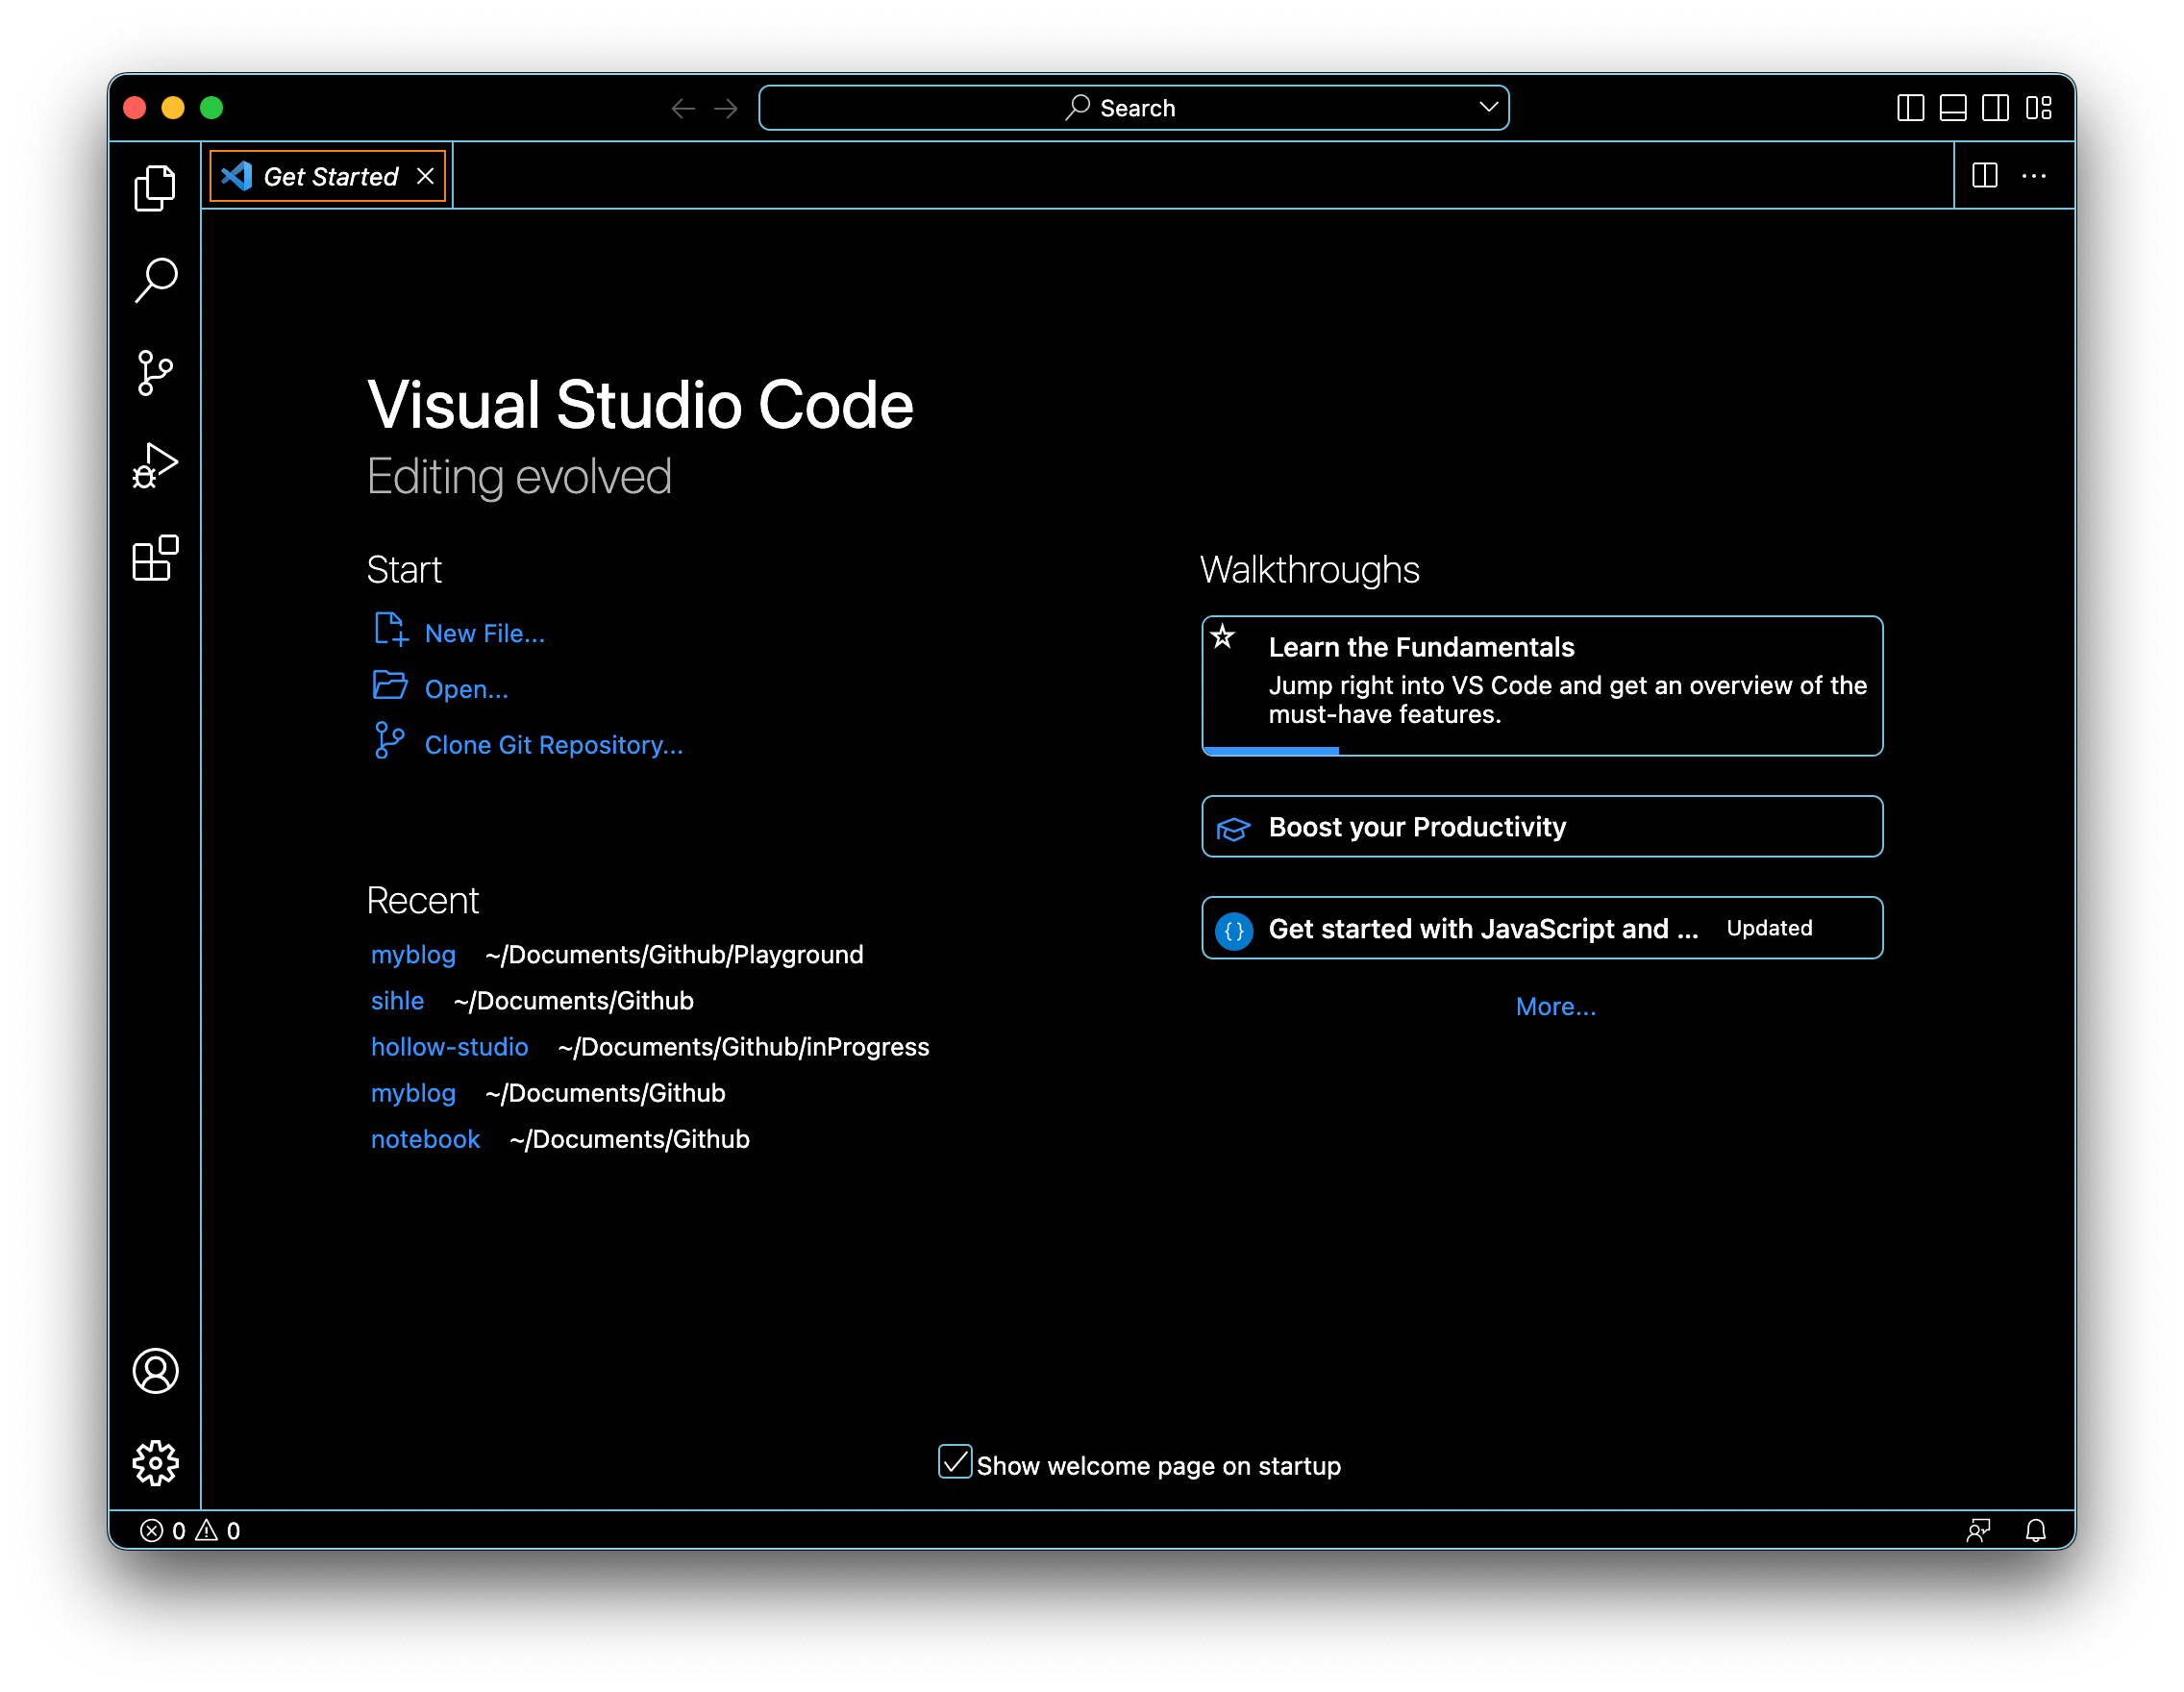 Search
Get Started
Visual Studio Code
Editing evolved
Start
New File...
Open...
Clone Git Repository...
Recent
myblog ~/Documents/Github/Playground
sihle ~/Documents/Github
hollow-studio ~/Documents/Github/inProgress
myblog ~/Documents/Github
notebook ~/Documents/Github
Walkthroughs
Learn the Fundamentals
Jump right into VS Code and get an overview of the
must-have features.
Boost your Productivity
{} Get started with JavaScript and ... Updated
More...
Show welcome page on startup
0 0